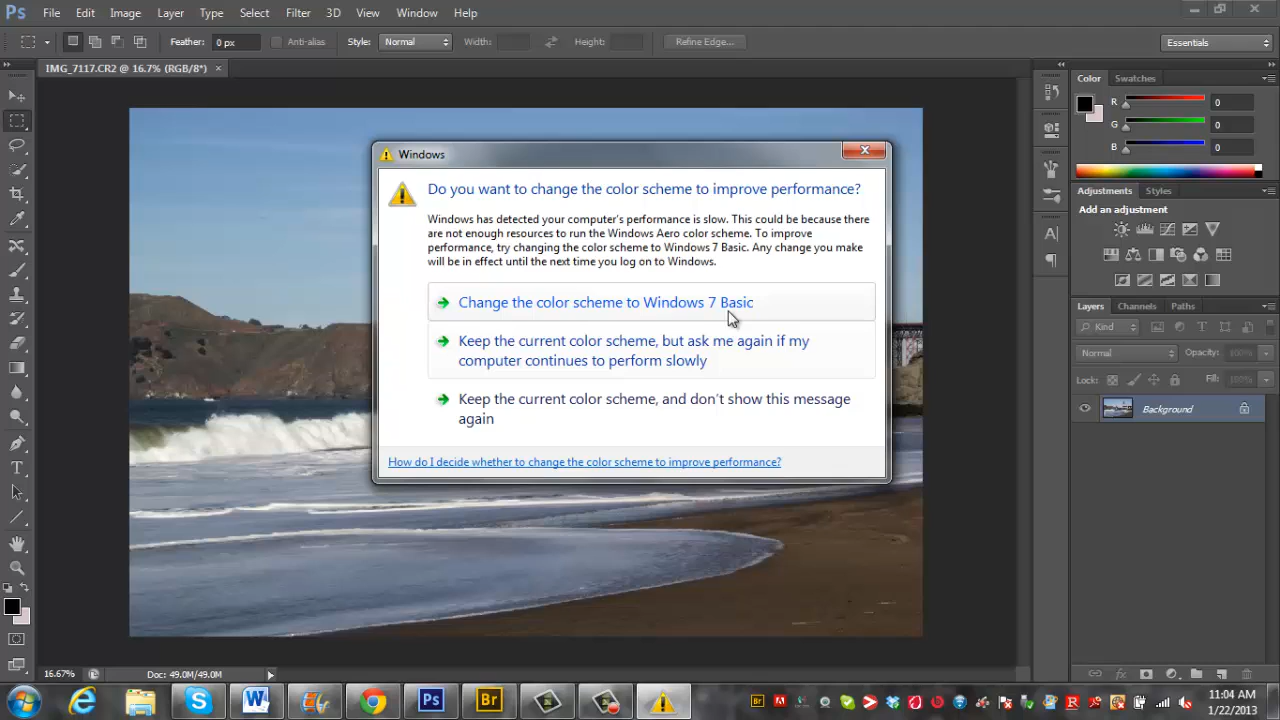 Ps File Edit Image Layer Type Select Filter 3D View Window Help
Feather: 0 px Anti-alias Style: Normal Width: Height: Refine Edge... Essentials
IMG_7117.CR2 @ 16.7% (RGB/8*) ×
Color Swatches
R 0
G 0
B 0
Adjustments Styles
Add an adjustment
Layers Channels Paths
Kind
Normal Opacity: 100%
Lock: Fill: 100%
Background
Windows
Do you want to change the color scheme to improve performance?
Windows has detected your computer's performance is slow. This could be because there
are not enough resources to run the Windows Aero color scheme. To improve
performance, try changing the color scheme to Windows 7 Basic. Any change you make
will be in effect until the next time you log on to Windows.
Change the color scheme to Windows 7 Basic
Keep the current color scheme, but ask me again if my
computer continues to perform slowly
Keep the current color scheme, and don't show this message
again
How do I decide whether to change the color scheme to improve performance?
16.67% Doc: 49.0M/49.0M
Ps Br
11:04 AM
1/22/2013